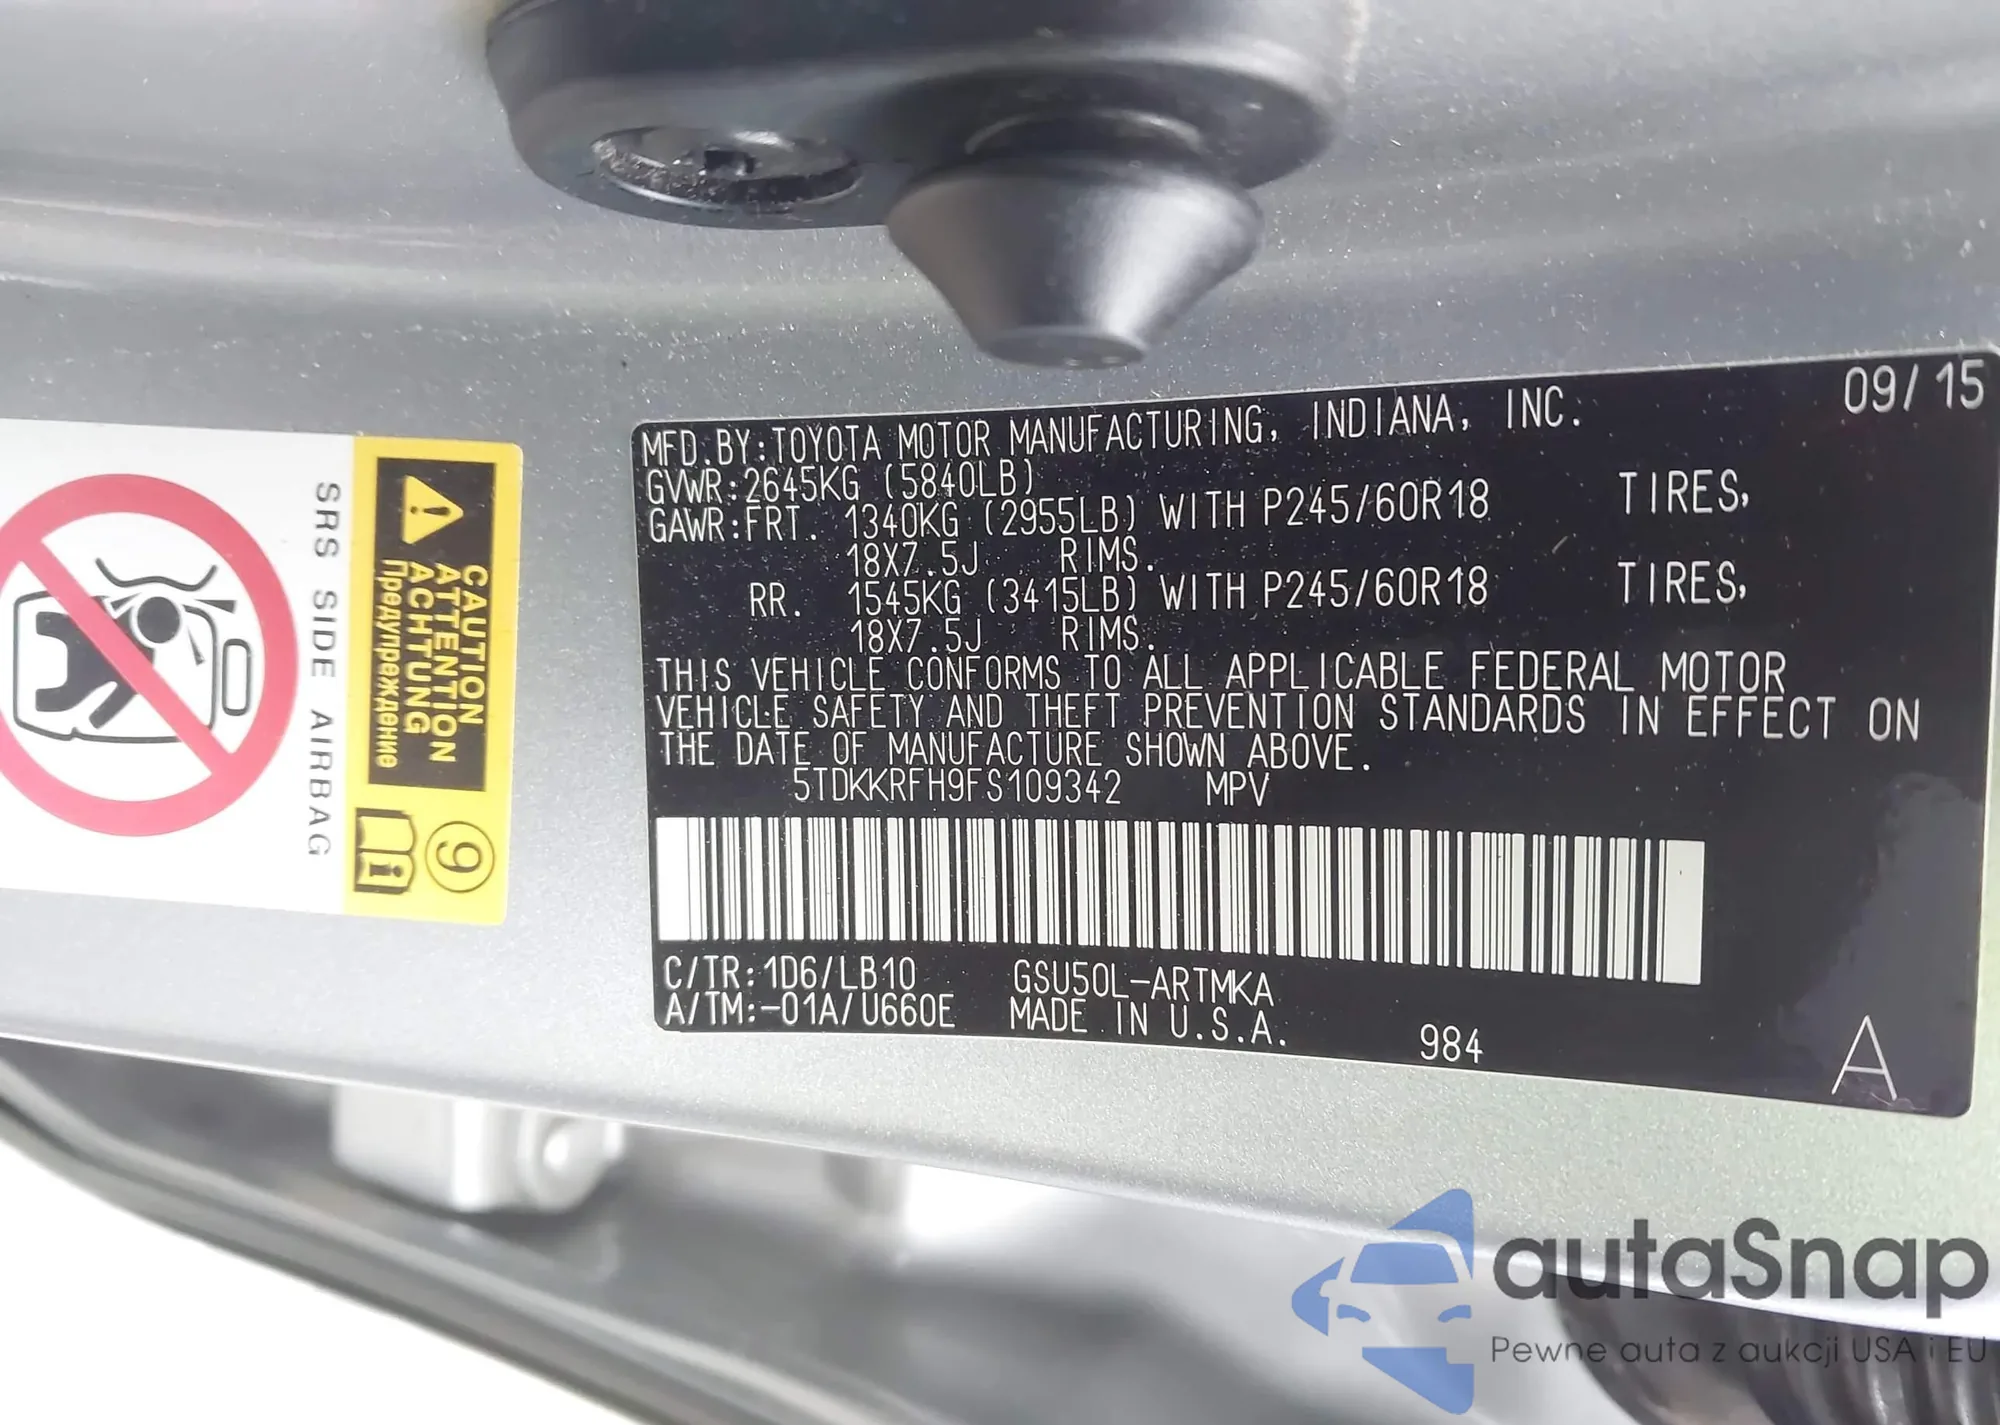 09/15
MFD.BY:TOYOTA MOTOR MANUFACTURING, INDIANA, INC.
GVWR:2645KG (5840LB)
GAWR:FRT. 1340KG (2955LB) WITH P245/60R18 TIRES,
18X7.5J RIMS.
RR. 1545KG (3415LB) WITH P245/60R18 TIRES,
18X7.5J RIMS.
THIS VEHICLE CONFORMS TO ALL APPLICABLE FEDERAL MOTOR
VEHICLE SAFETY AND THEFT PREVENTION STANDARDS IN EFFECT ON
THE DATE OF MANUFACTURE SHOWN ABOVE.
5TDKKRFH9FS109342 MPV
C/TR:1D6/LB10 GSU50L-ARTMKA
A/TM:-01A/U660E MADE IN U.S.A.
984
A
CAUTION
ATTENTION
ACHTUNG
Предупреждение
9
SRS SIDE AIRBAG
autaSnap
Pewne auta z aukcji USA i EU